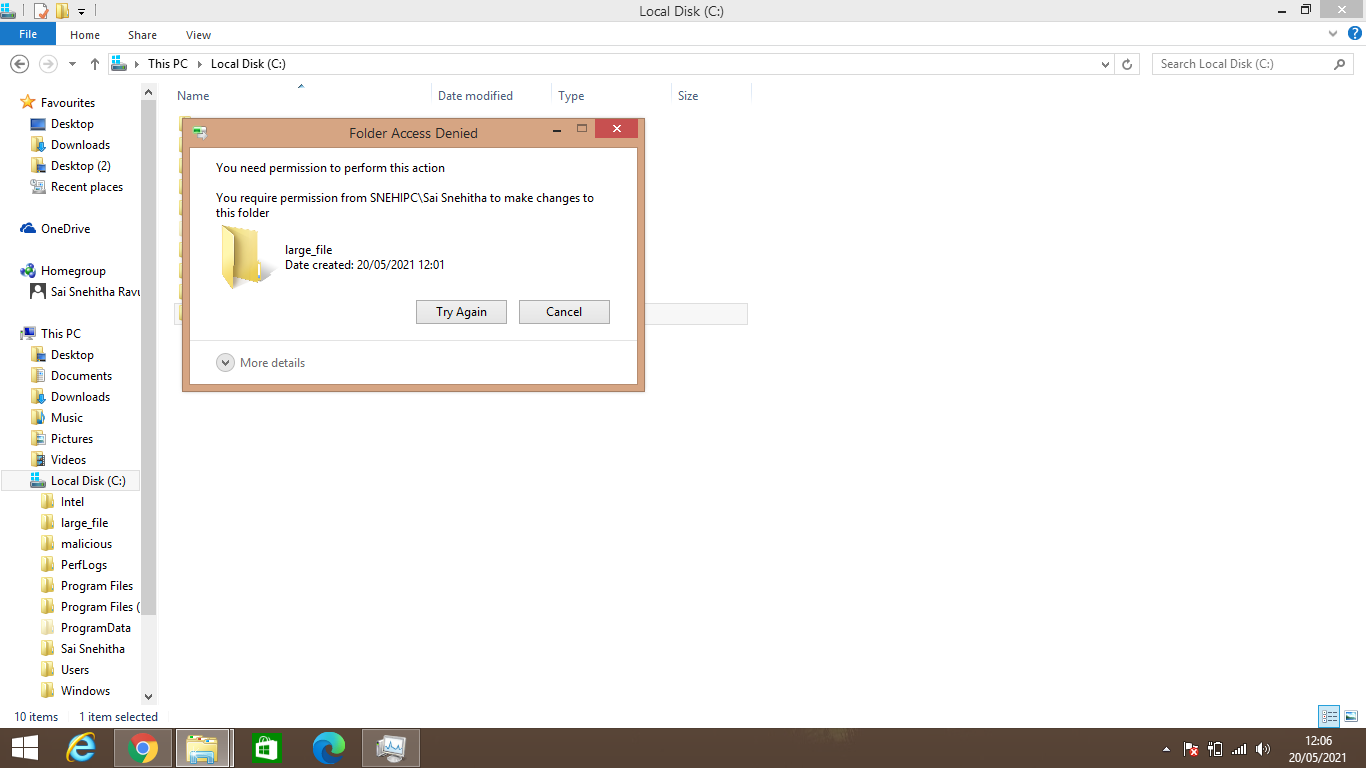 Local Disk (C:)
File Home Share View
This PC Local Disk (C:) Search Local Disk (C:)
Name Date modified Type Size
Favourites
Desktop
Downloads
Desktop (2)
Recent places
OneDrive
Homegroup
Sai Snehitha Ravu
This PC
Desktop
Documents
Downloads
Music
Pictures
Videos
Local Disk (C:)
Intel
large_file
malicious
PerfLogs
Program Files
Program Files (
ProgramData
Sai Snehitha
Users
Windows
Folder Access Denied
You need permission to perform this action
You require permission from SNEHIPC\Sai Snehitha to make changes to
this folder
large_file
Date created: 20/05/2021 12:01
Try Again Cancel
More details
10 items 1 item selected
12:06
20/05/2021